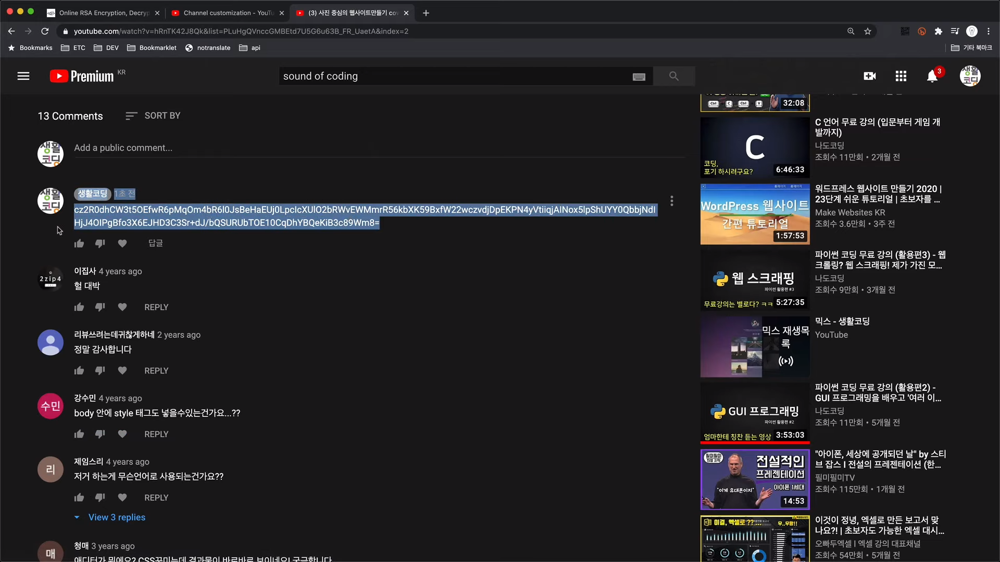 Online RSA Encryption, Decryp
Channel customization - YouTu
(3) 사진 중심의 웹사이트만들기 cov
youtube.com/watch?v=hRnTK42J8Qk&list=PLuHgQVnccGMBEtd7U5G6u63B_FR_UaetA&index=2
Bookmarks
ETC
DEV
Bookmarklet
notranslate
api
기타 북마크
Premium KR
sound of coding
3
생활
코딩
13 Comments
SORT BY
생활
코딩
Add a public comment...
생활
코딩
생활코딩 1초 전
cz2R0dhCW3t5OEfwR6pMqOm4bR6l0JsBeHaEUj0LpcIcXUlO2bRWvEWMmrR56kbXK59BxfW22wczvdjDpEKPN4yVtiiqjAINox5lpShUYY0QbbjNdI
HjJ4OIPgBfo3X6EJHD3C3Sr+dJ/bQSURUbTOE10CqDhYBQeKiB3c89Wm8=
답글
2zip4
이집사 4 years ago
헐 대박
REPLY
리뷰쓰려는데귀찮게하네 2 years ago
정말 감사합니다
REPLY
수민
강수민 4 years ago
body 안에 style 태그도 넣을수있는건가요...??
REPLY
리
제임스리 4 years ago
저거 하는게 무슨언어로 사용되는건가요??
REPLY
View 3 replies
매
청매 3 years ago
애디터가 뭐에요? CSS꾸미는데 결과물이 바로바로 보이네요! 궁금합니다
Ctrl C Ctrl V
32:08
C
코딩,
포기 하시려구요?
6:46:33
C 언어 무료 강의 (입문부터 게임 개
발까지)
나도코딩
조회수 11만회 • 2개월 전
WordPress 웹사이트
간편 튜토리얼
1:57:53
워드프레스 웹사이트 만들기 2020 |
23단계 쉬운 튜토리얼 | 초보자를 ...
Make Websites KR
조회수 3.6만회 • 3주 전
웹 스크래핑
파이썬 활용편 #3
무료강의는 별로다? ㅋㅋ
5:27:35
파이썬 코딩 무료 강의 (활용편3) - 웹
크롤링? 웹 스크래핑! 제가 가진 모...
나도코딩
조회수 9만회 • 3개월 전
믹스 재생목
록
믹스 - 생활코딩
YouTube
GUI 프로그래밍
파이썬 활용편 #2
엄마한테 칭찬 듣는 영상
3:53:03
파이썬 코딩 무료 강의 (활용편2) -
GUI 프로그래밍을 배우고 '여러 이...
나도코딩
조회수 11만회 • 5개월 전
필미필미
전설적인
프레젠테이션
"이게 휴대폰이지"
아이폰 1세대
14:53
"아이폰, 세상에 공개되던 날" by 스티
브 잡스 I 전설의 프레젠테이션 (한...
필미필미TV
조회수 115만회 • 1개월 전
이걸, 엑셀로 ??
우..우왕!!
이것이 정녕, 엑셀로 만든 보고서 맞
나요?! | 초보자도 가능한 엑셀 대시...
오빠두엑셀 l 엑셀 강의 대표채널
조회수 54만회 • 5개월 전